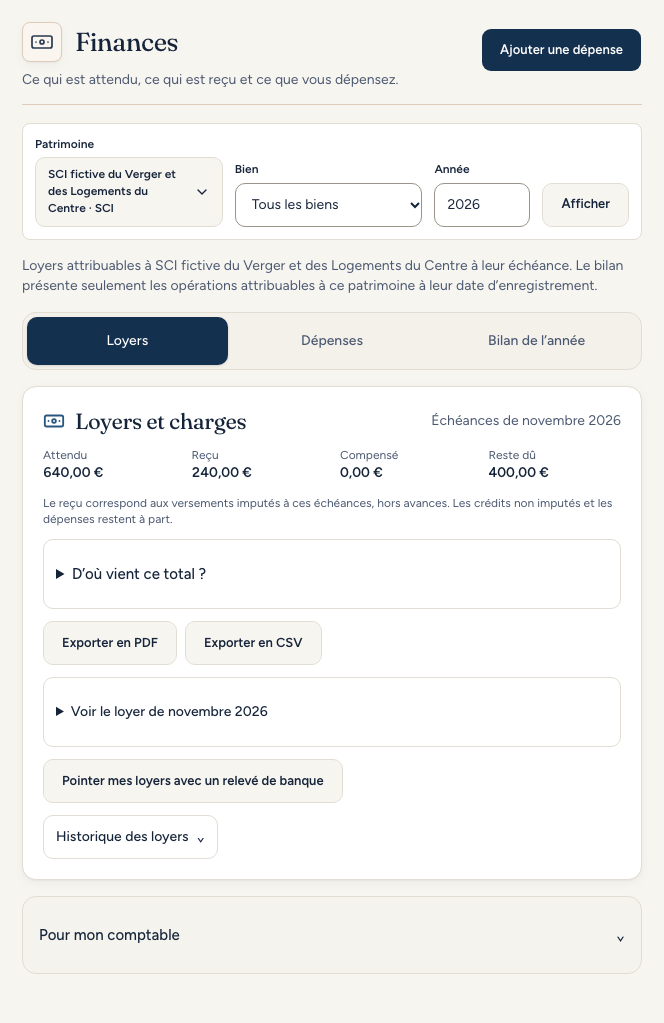 Finances
Ajouter une dépense
Ce qui est attendu, ce qui est reçu et ce que vous dépensez.
Patrimoine
SCI fictive du Verger et
des Logements du
Centre · SCI
Bien
Tous les biens
Année
2026
Afficher
Loyers attribuables à SCI fictive du Verger et des Logements du Centre à leur échéance. Le bilan
présente seulement les opérations attribuables à ce patrimoine à leur date d’enregistrement.
Loyers
Dépenses
Bilan de l’année
Loyers et charges
Échéances de novembre 2026
Attendu
640,00 €
Reçu
240,00 €
Compensé
0,00 €
Reste dû
400,00 €
Le reçu correspond aux versements imputés à ces échéances, hors avances. Les crédits non imputés et les
dépenses restent à part.
D’où vient ce total ?
Exporter en PDF
Exporter en CSV
Voir le loyer de novembre 2026
Pointer mes loyers avec un relevé de banque
Historique des loyers
Pour mon comptable